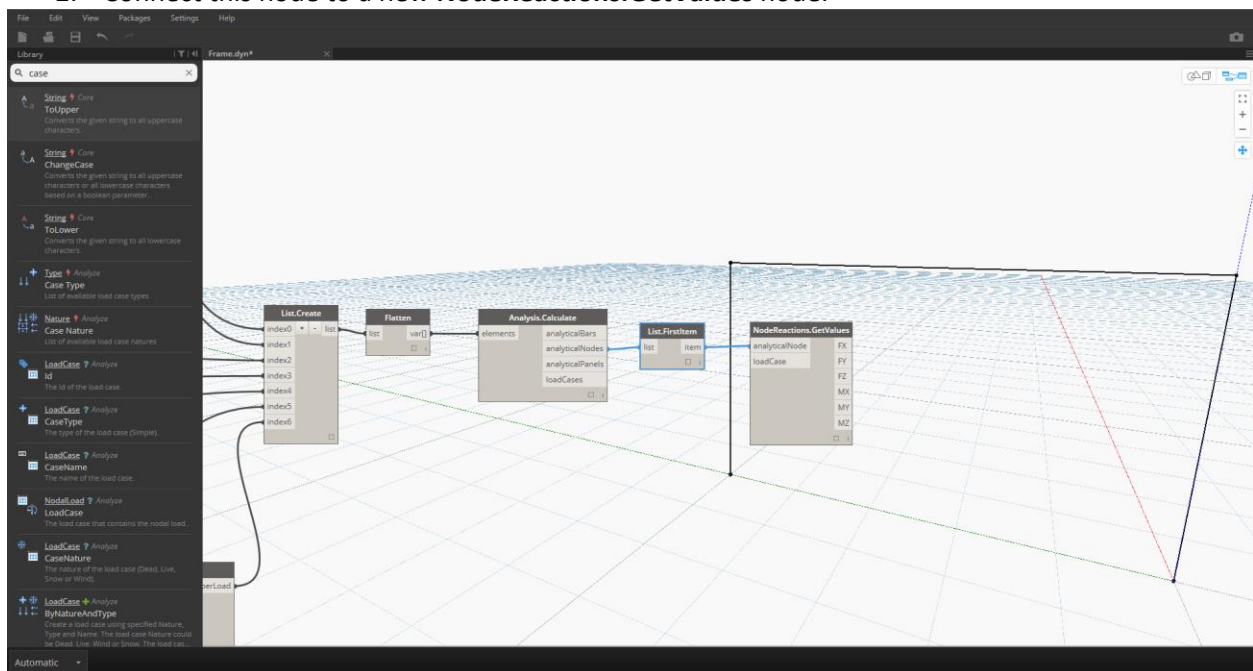 2. Connect this node to a new NodeReactions.GetValues node.
File Edit View Packages Settings Help
Library
Frame.dyn*
case
String Core
ToUpper
Converts the given string to all uppercase
characters.
String Core
ChangeCase
Converts the given string to all uppercase
characters or all lowercase characters
based on a boolean parameter.
String Core
ToLower
Converts the given string to all lowercase
characters.
Type Analyze
Case Type
List of available load case types
Nature Analyze
Case Nature
List of available load case natures
LoadCase ? Analyze
Id
The Id of the load case.
LoadCase ? Analyze
CaseType
The type of the load case (Simple).
LoadCase ? Analyze
CaseName
The name of the load case.
NodalLoad ? Analyze
LoadCase
The load case that contains the nodal load.
LoadCase ? Analyze
CaseNature
The nature of the load case (Dead, Live,
Snow or Wind).
LoadCase + Analyze
ByNatureAndType
Create a load case using specified Nature,
Type and Name. The load case Nature could
be Dead, Live, Wind or Snow. The load cas...
Automatic
List.Create
index0 + - list
index1
index2
index3
index4
index5
index6
Flatten
list var[]
Analysis.Calculate
elements analyticalBars
analyticalNodes
analyticalPanels
loadCases
List.FirstItem
list item
NodeReactions.GetValues
analyticalNode FX
loadCase FY
FZ
MX
MY
MZ
serLoad